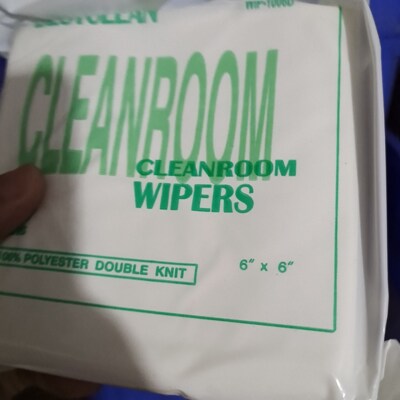 CLEANROOM
CLEANROOM
WIPERS
100% POLYESTER DOUBLE KNIT
6" x 6"